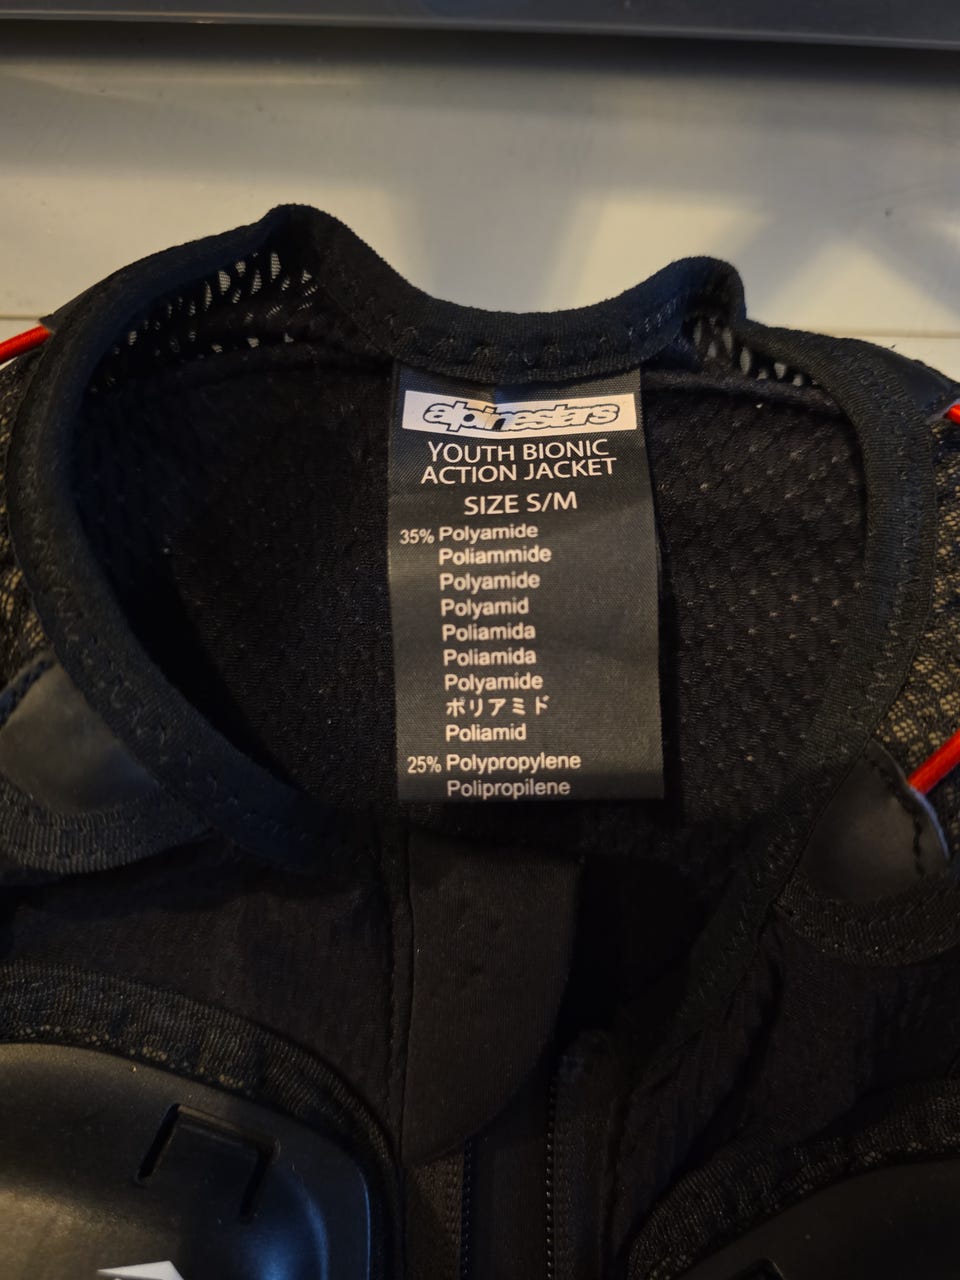 alpinestars
YOUTH BIONIC
ACTION JACKET
SIZE S/M
35% Polyamide
Poliammide
Polyamide
Polyamid
Poliamida
Poliamida
Polyamide
ポリアミド
Poliamid
25% Polypropylene
Polipropilene